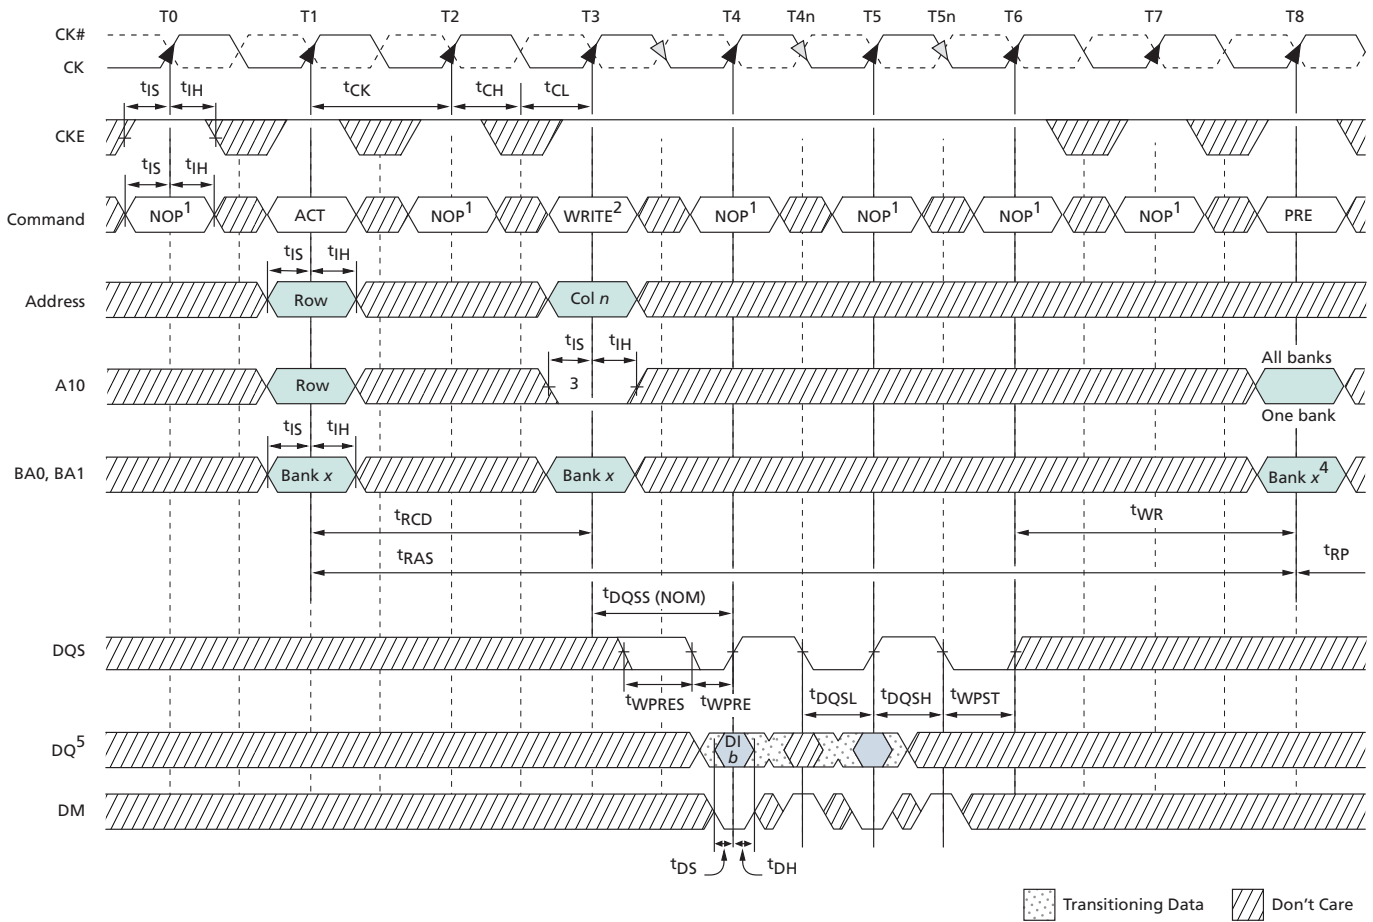 T0 T1 T2 T3 T4 T4n T5 T5n T6 T7 T8
CK#
CK
tIS tIH tCK tCH tCL
CKE
tIS tIH
Command NOP1 ACT NOP1 WRITE2 NOP1 NOP1 NOP1 NOP1 PRE
tIS tIH
Address Row Col n
tIS tIH
All banks
A10 Row 3
One bank
tIS tIH
BA0, BA1 Bank x Bank x Bank x4
tRCD tWR
tRAS tRP
tDQSS (NOM)
DQS
tWPRES tWPRE tDQSL tDQSH tWPST
DQ5 DI
b
DM
tDS tDH
Transitioning Data Don't Care